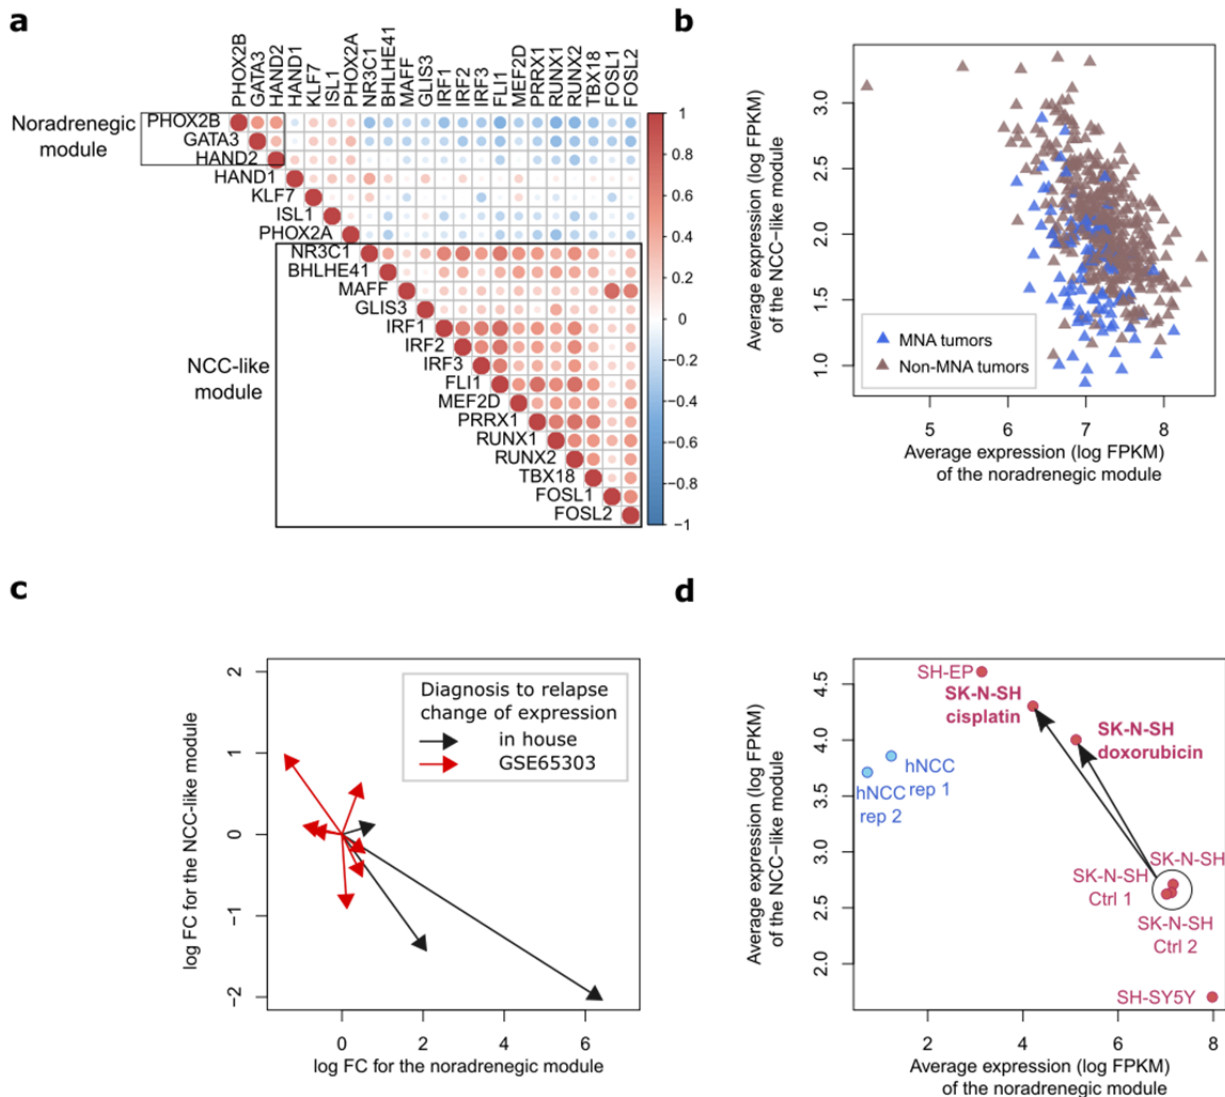 a
PHOX2B
GATA3
HAND2
HAND1
KLF7
ISL1
PHOX2A
NR3C1
BHLHE41
MAFF
GLIS3
IRF1
IRF2
IRF3
FLI1
MEF2D
PRRX1
RUNX1
RUNX2
TBX18
FOSL1
FOSL2
Noradrenegic
module
PHOX2B
GATA3
HAND2
HAND1
KLF7
ISL1
PHOX2A
NR3C1
BHLHE41
MAFF
GLIS3
IRF1
IRF2
IRF3
FLI1
MEF2D
PRRX1
RUNX1
RUNX2
TBX18
FOSL1
FOSL2
NCC-like
module
1
0.8
0.6
0.4
0.2
0
−0.2
−0.4
−0.6
−0.8
−1
b
Average expression (log FPKM)
of the NCC−like module
3.0
2.5
2.0
1.5
1.0
MNA tumors
Non-MNA tumors
5 6 7 8
Average expression (log FPKM)
of the noradrenegic module
c
log FC for the NCC-like module
2
1
0
−1
−2
Diagnosis to relapse
change of expression
in house
GSE65303
0 2 4 6
log FC for the noradrenegic module
d
Average expression (log FPKM)
of the NCC-like module
4.5
4.0
3.5
3.0
2.5
2.0
SH-EP
SK-N-SH
cisplatin
SK-N-SH
doxorubicin
hNCC
rep 1
hNCC
rep 2
SK-N-SH
SK-N-SH
Ctrl 1
SK-N-SH
Ctrl 2
SH-SY5Y
2 4 6 8
Average expression (log FPKM)
of the noradrenegic module